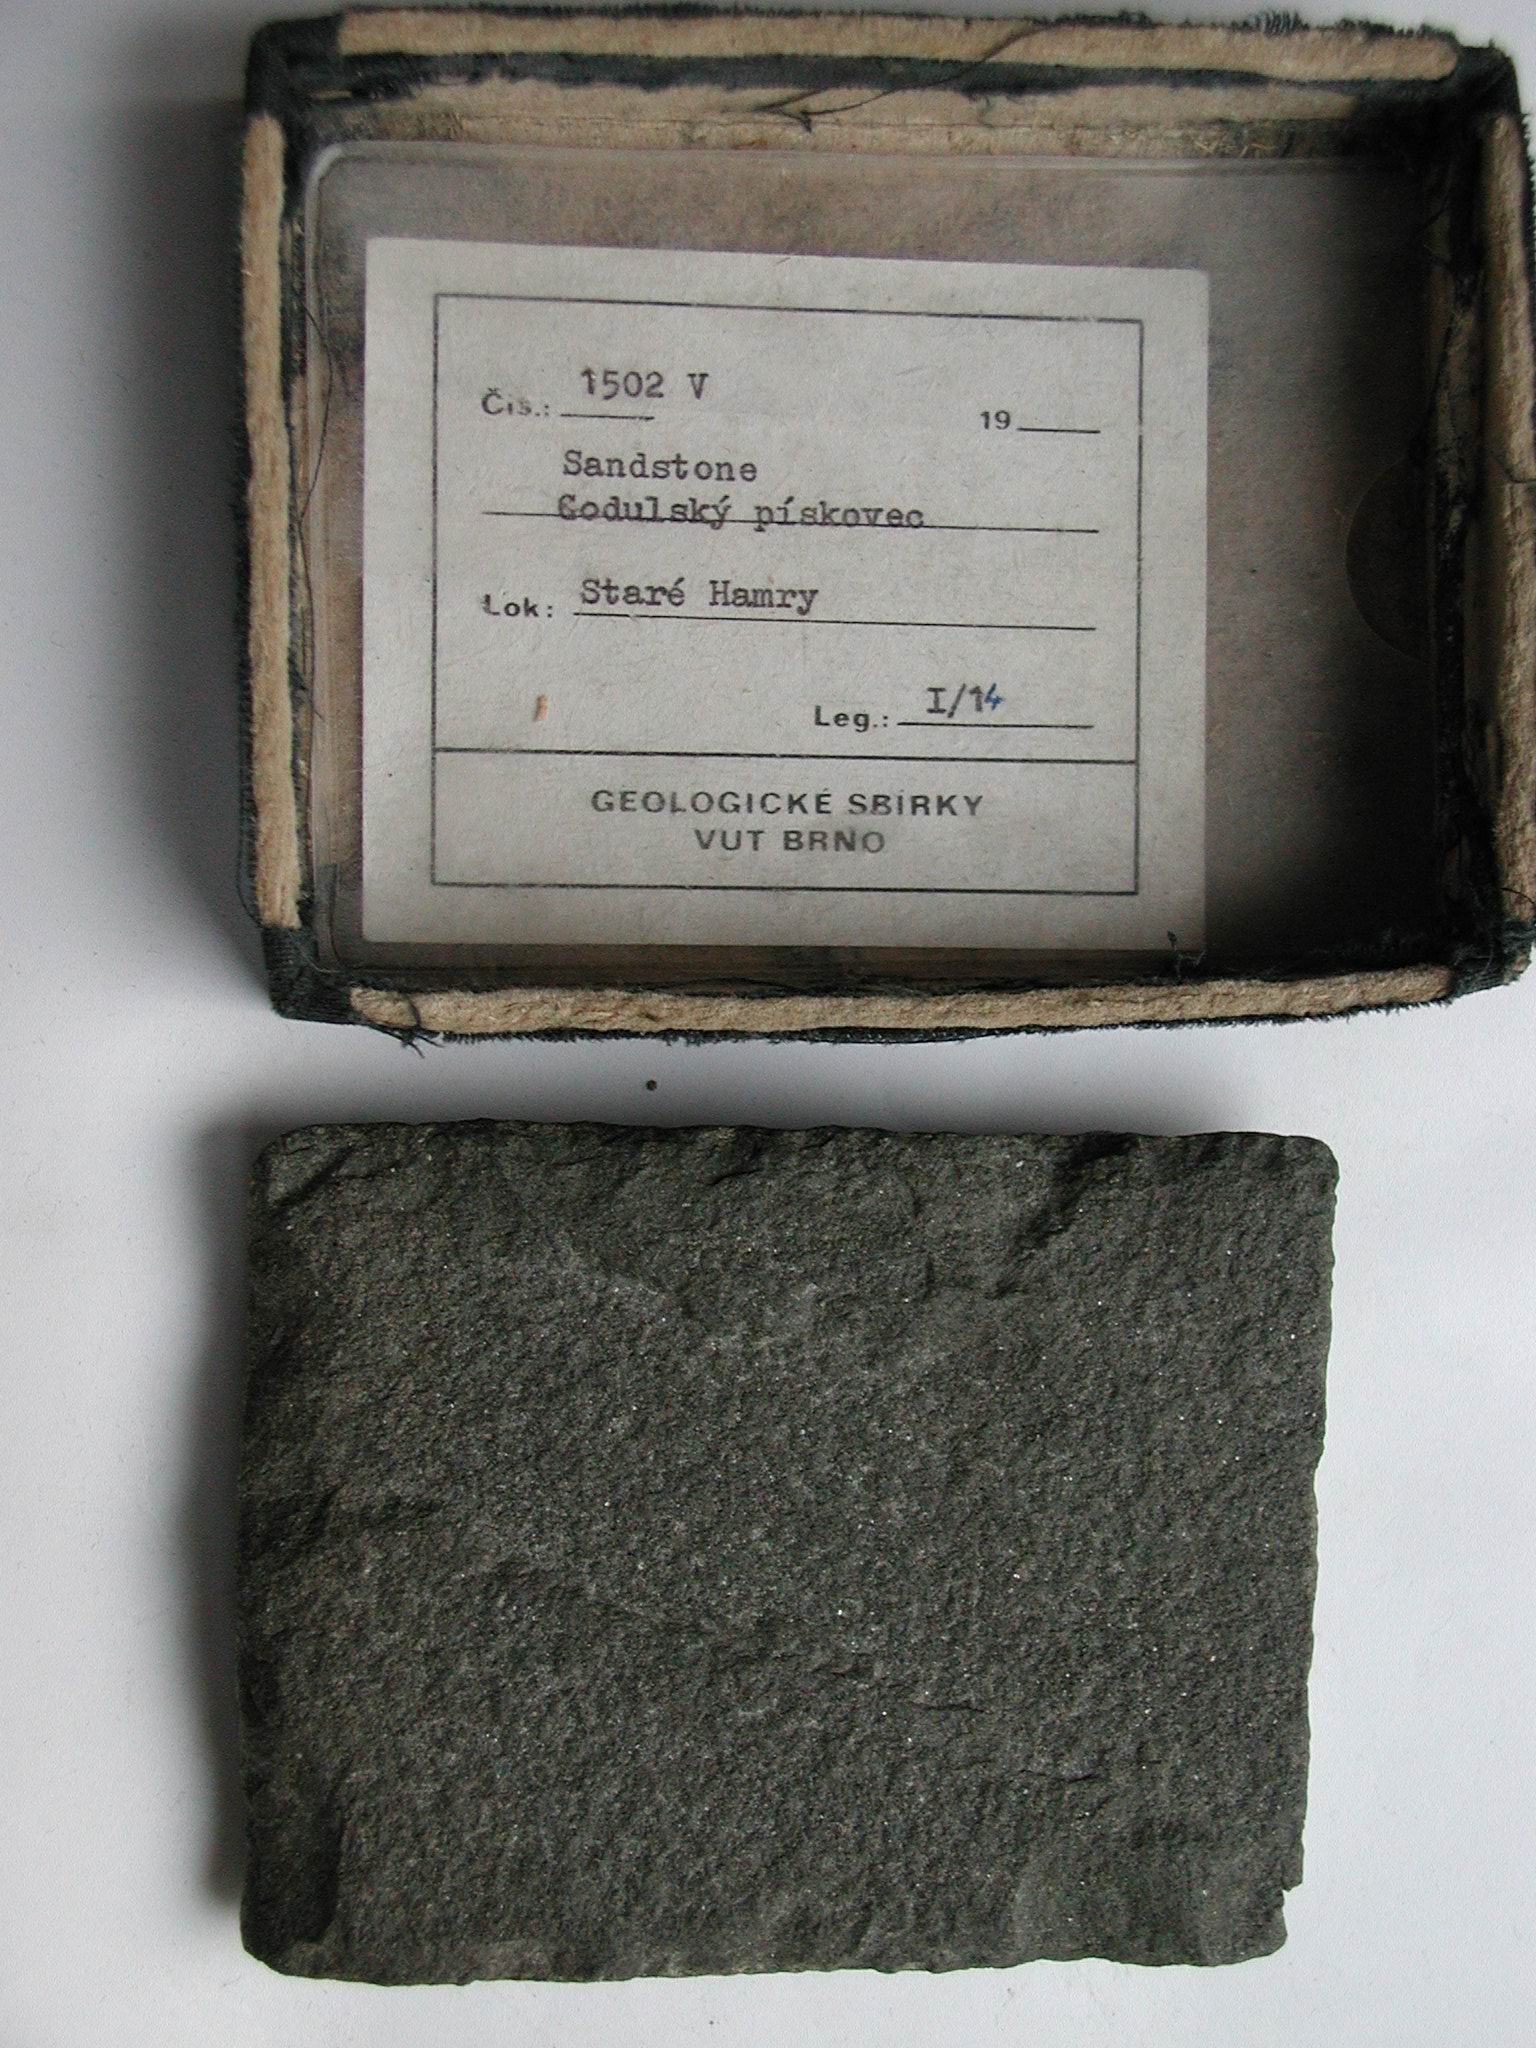 Čís.: 1502 V 19
Sandstone
Godulský pískovec
Lok: Staré Hamry
Leg.: I/14
GEOLOGICKÉ SBÍRKY
VUT BRNO